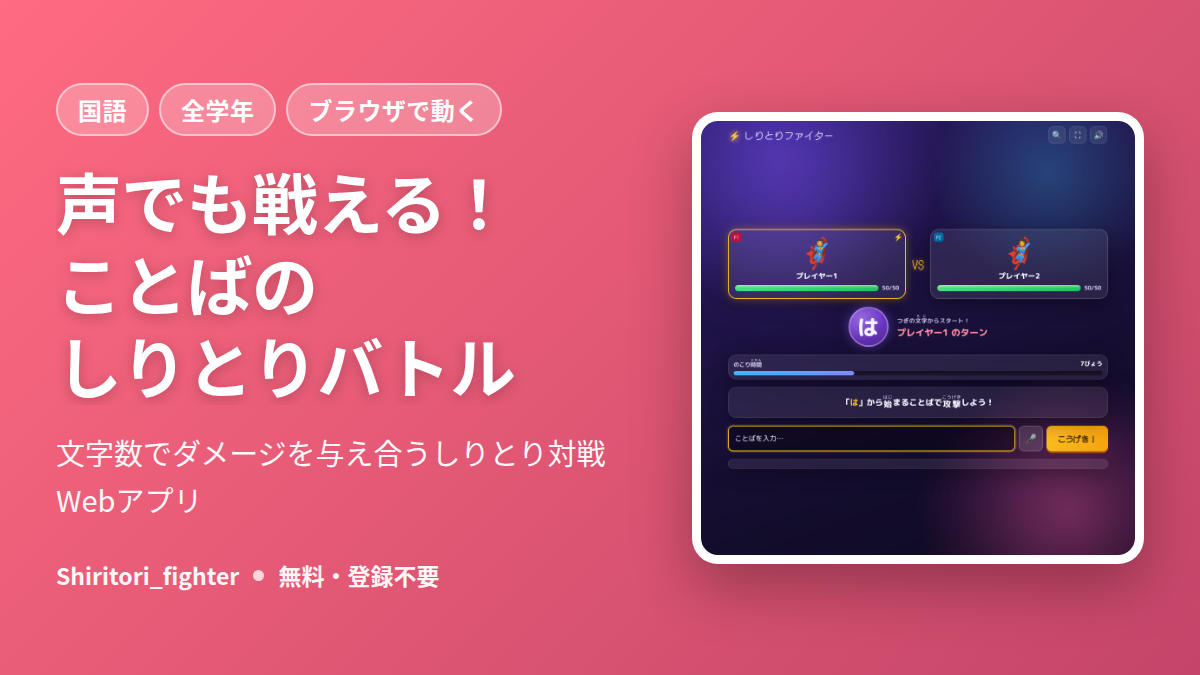 国語 全学年 ブラウザで動く
声でも戦える！
ことばの
しりとりバトル
文字数でダメージを与え合うしりとり対戦
Webアプリ
Shiritori_fighter 無料・登録不要
しりとりファイター
P1
プレイヤー1
50/50
VS
P2
プレイヤー2
50/50
は
つぎの文字からスタート！
プレイヤー1 のターン
のこり時間 7びょう
「は」から始まることばで攻撃しよう！
ことばを入力… こうげき！